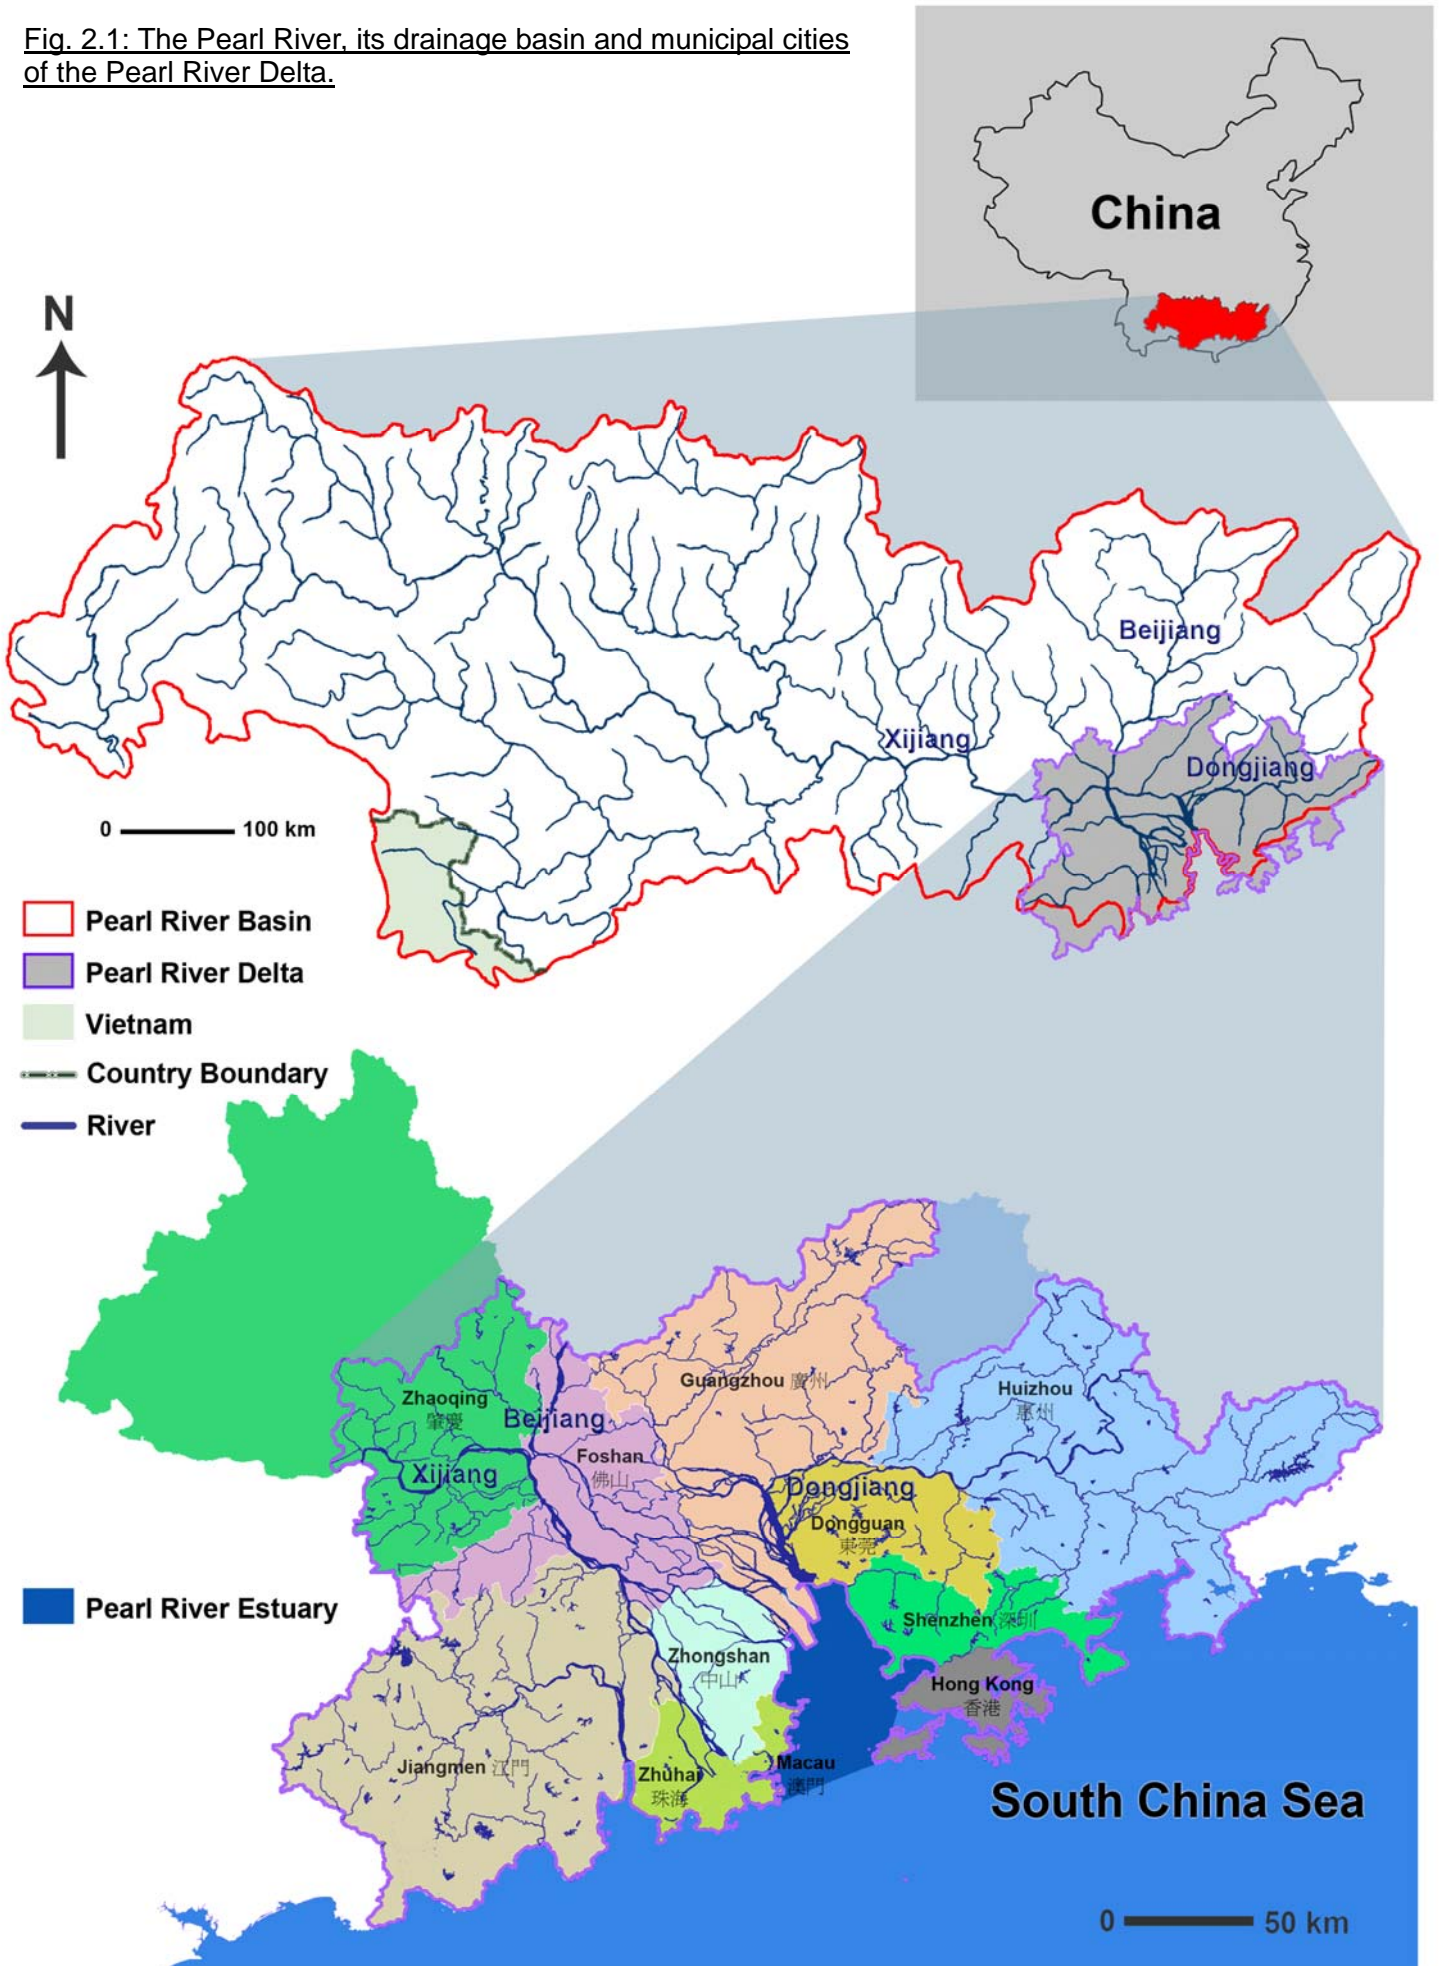 Fig. 2.1: The Pearl River, its drainage basin and municipal cities
of the Pearl River Delta.
China
N
Beijiang
Xijiang
Dongjiang
0 100 km
Pearl River Basin
Pearl River Delta
Vietnam
Country Boundary
River
Guangzhou 廣州
Huizhou
惠州
Zhaoqing
肇慶
Beijiang
Foshan
佛山
Xijiang
Dongjiang
Dongguan
東莞
Pearl River Estuary
Shenzhen 深圳
Zhongshan
中山
Hong Kong
香港
Jiangmen 江門
Zhuhai
珠海
Macau
澳門
South China Sea
0 50 km